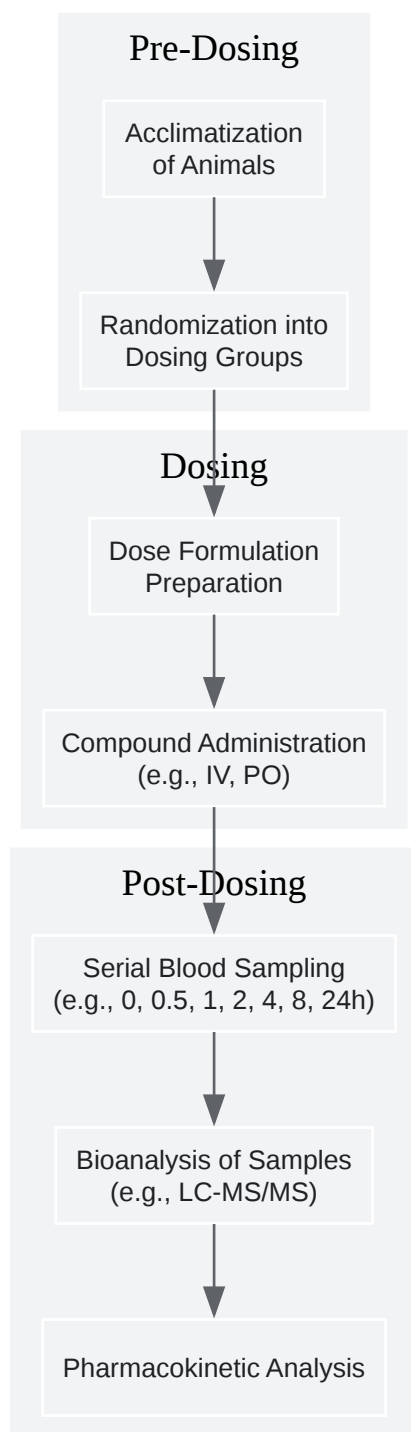 Pre-Dosing
Acclimatization
of Animals
Randomization into
Dosing Groups
Dosing
Dose Formulation
Preparation
Compound Administration
(e.g., IV, PO)
Post-Dosing
Serial Blood Sampling
(e.g., 0, 0.5, 1, 2, 4, 8, 24h)
Bioanalysis of Samples
(e.g., LC-MS/MS)
Pharmacokinetic Analysis